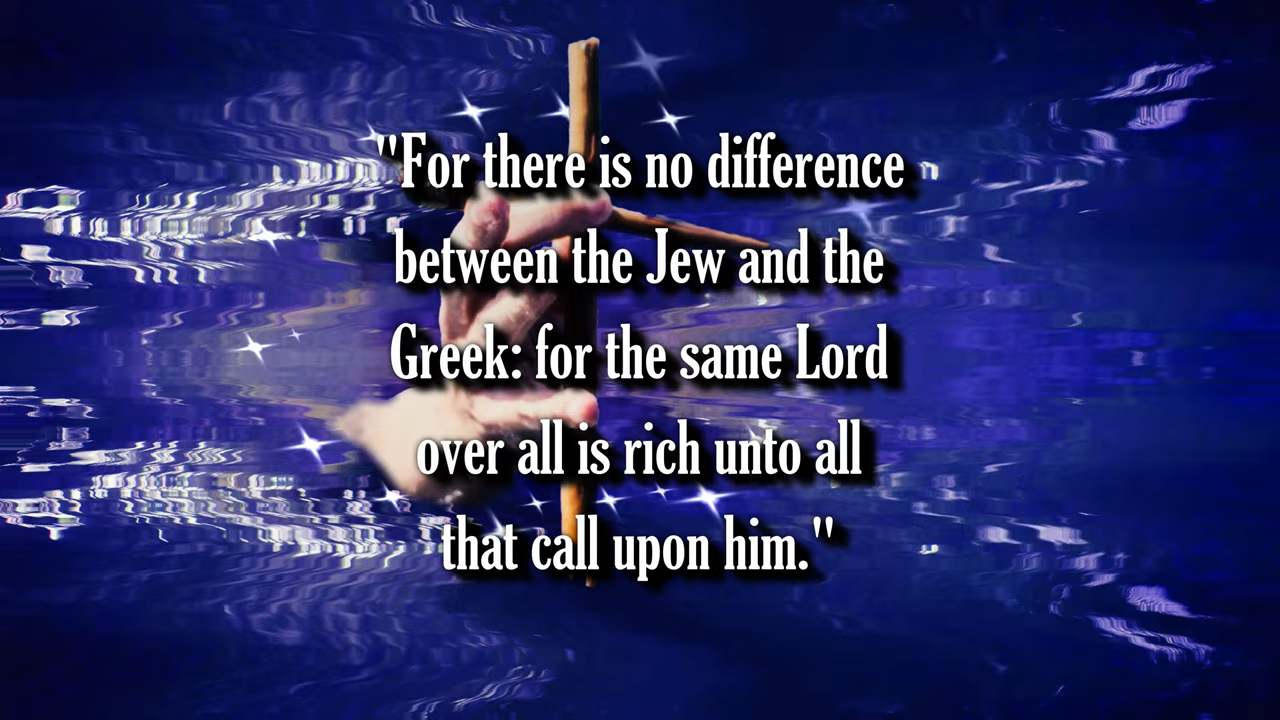 "For there is no difference
between the Jew and the
Greek: for the same Lord
over all is rich unto all
that call upon him."